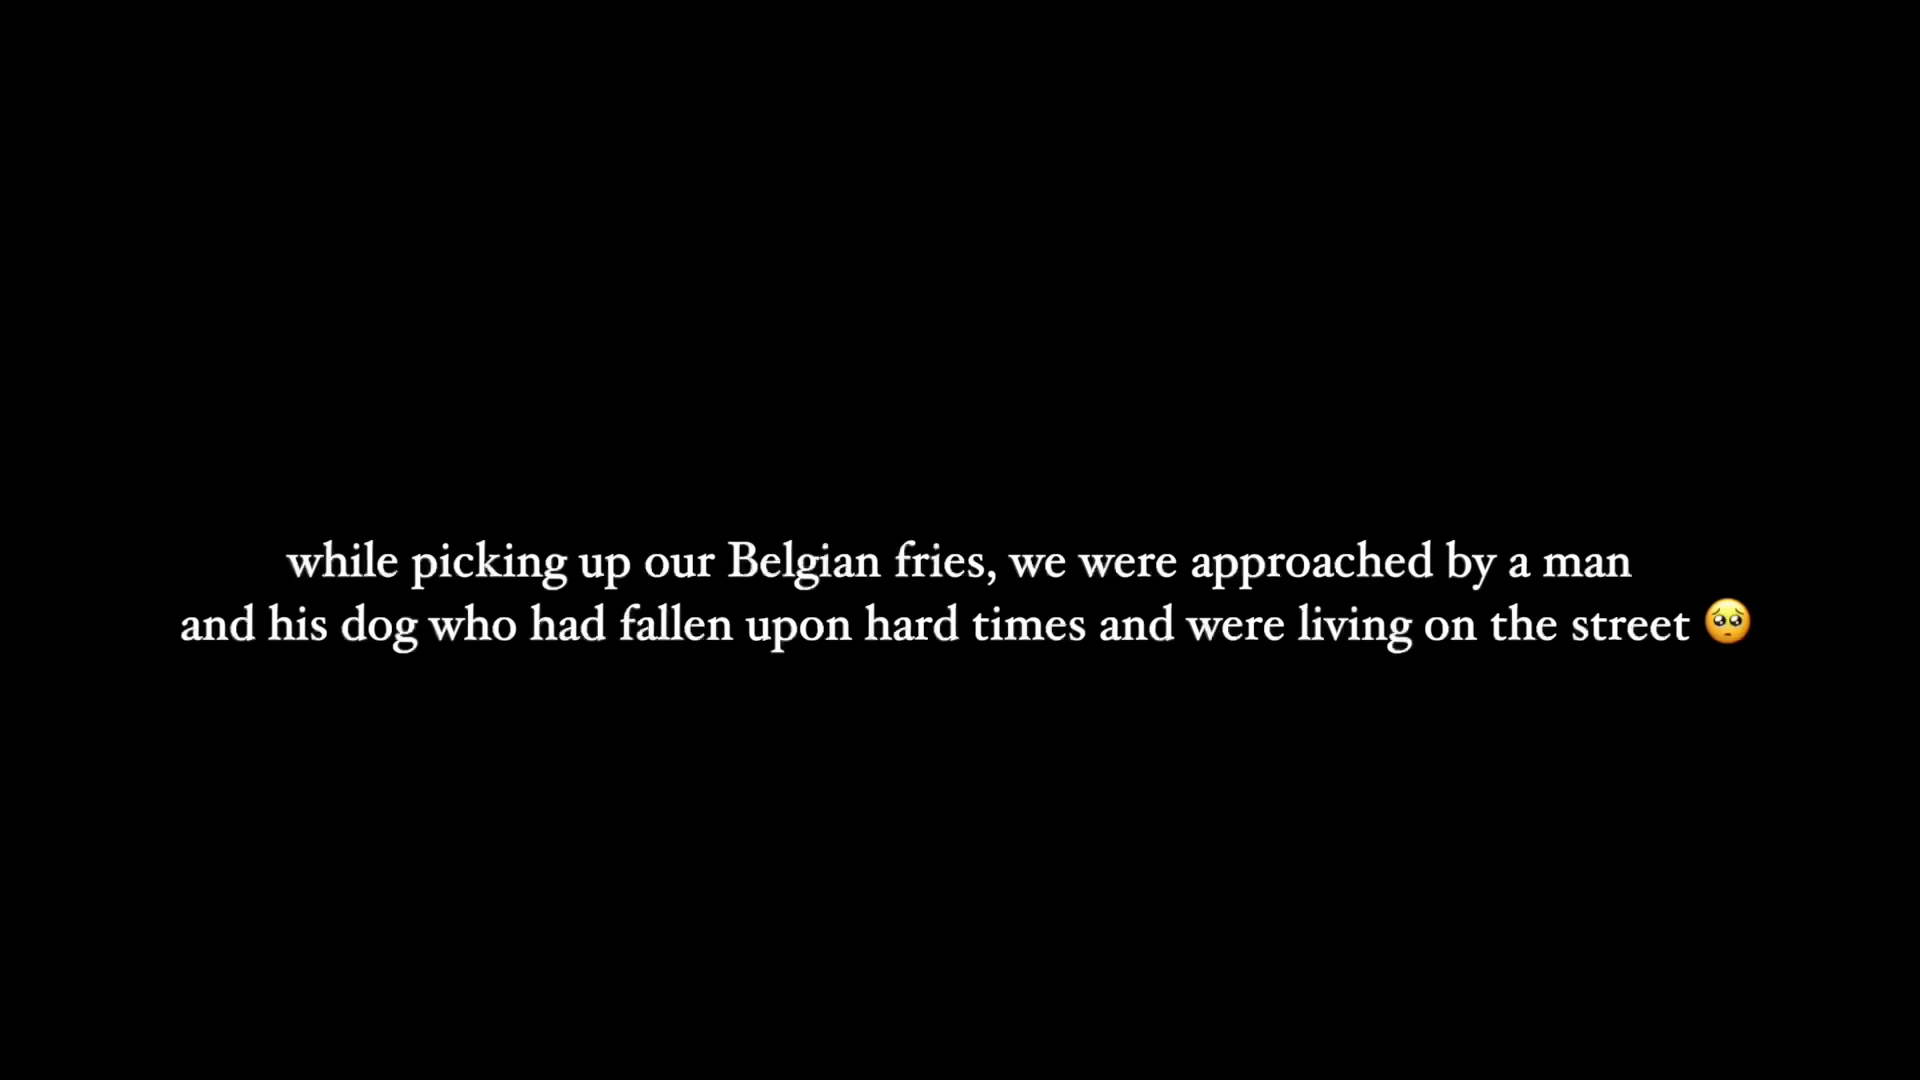 while picking up our Belgian fries, we were approached by a man
and his dog who had fallen upon hard times and were living on the street 🥺